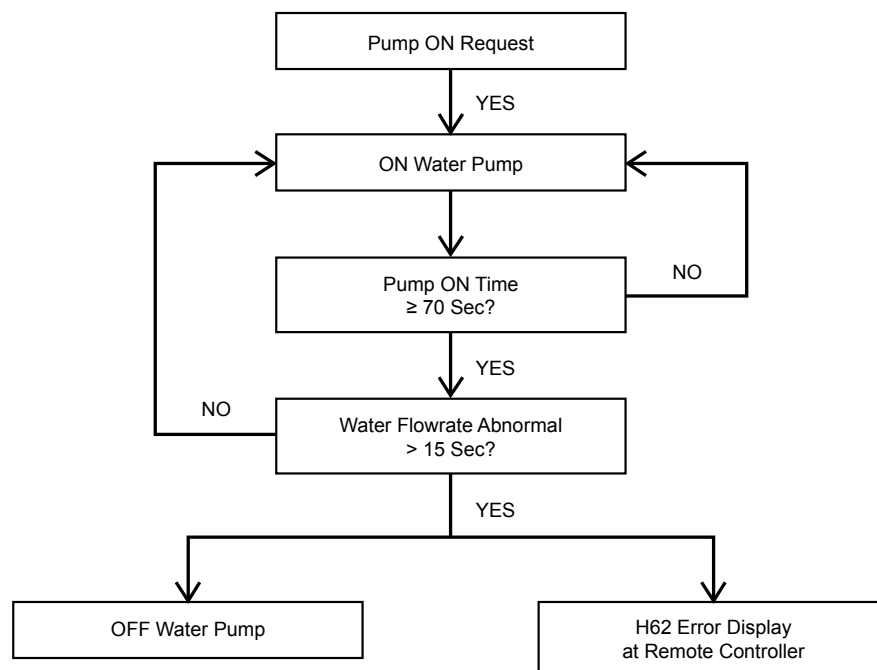 Pump ON Request
YES
ON Water Pump
Pump ON Time
≥ 70 Sec?
NO
YES
NO
Water Flowrate Abnormal
> 15 Sec?
YES
OFF Water Pump
H62 Error Display
at Remote Controller